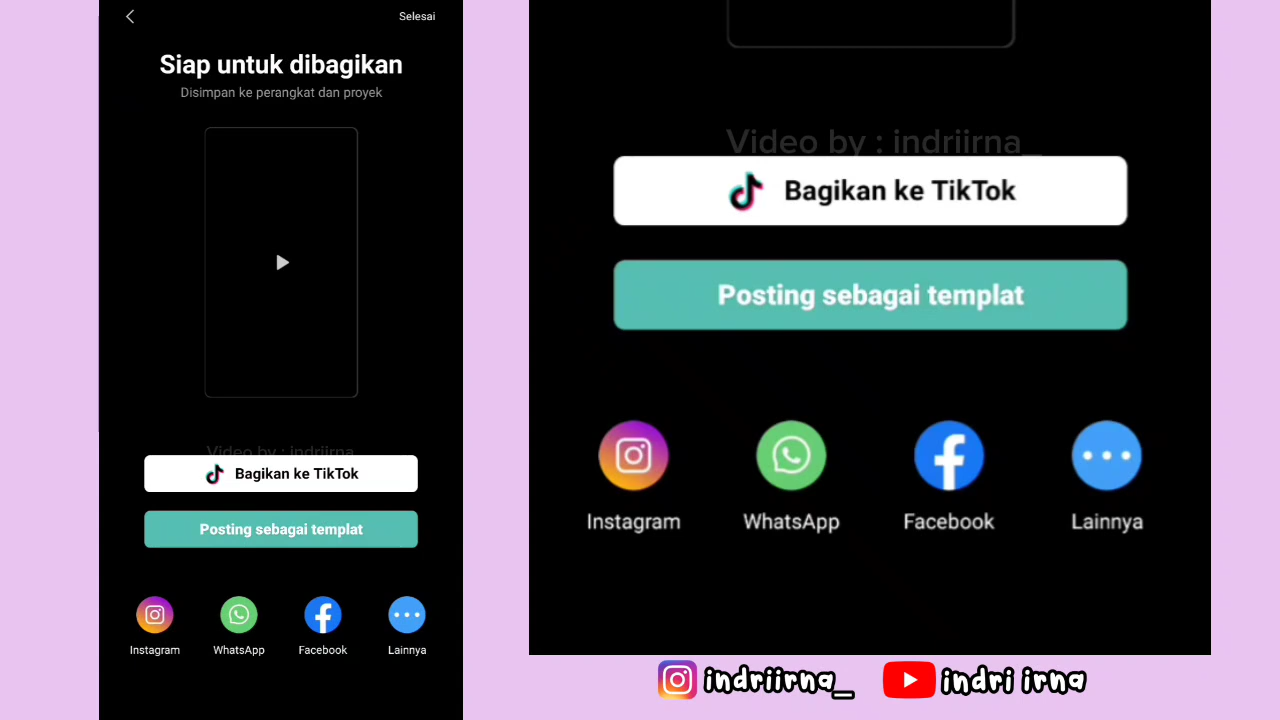 Selesai
Siap untuk dibagikan
Disimpan ke perangkat dan proyek
Video by : indriirna_
Bagikan ke TikTok
Posting sebagai templat
Instagram
WhatsApp
Facebook
Lainnya
Video by : indriirna_
Bagikan ke TikTok
Posting sebagai templat
Instagram
WhatsApp
Facebook
Lainnya
indriirna_
indri irna